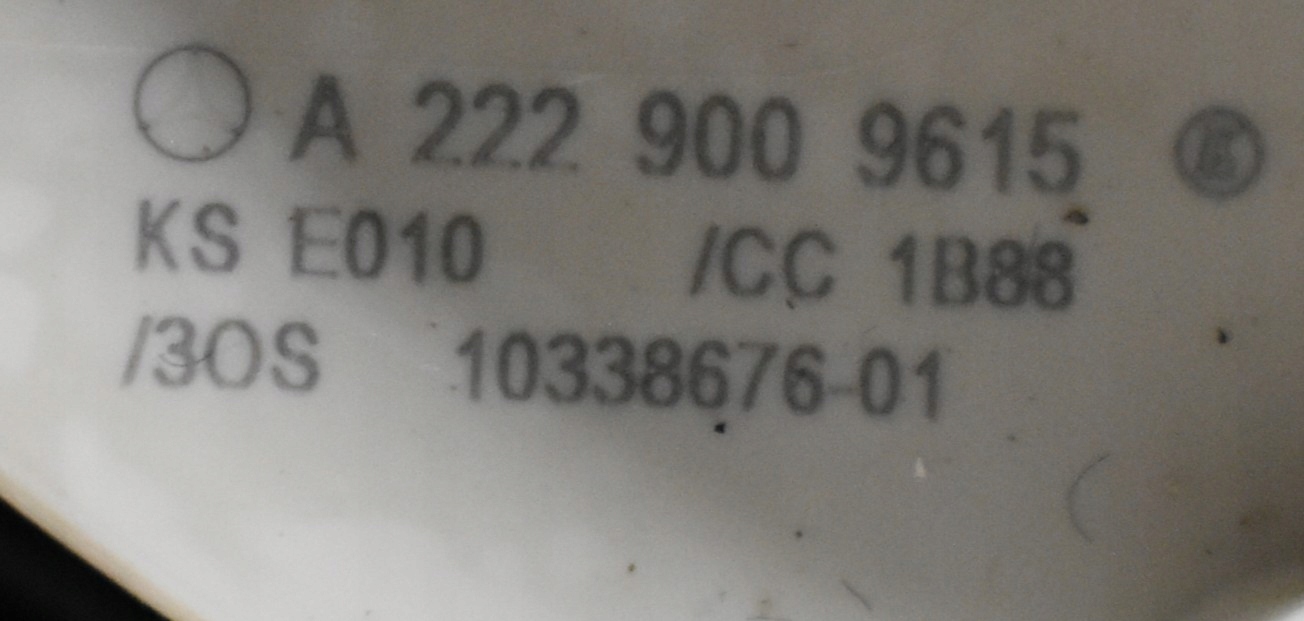 A 222 900 9615
KS E010 /CC 1B88
/3OS 10338676-01